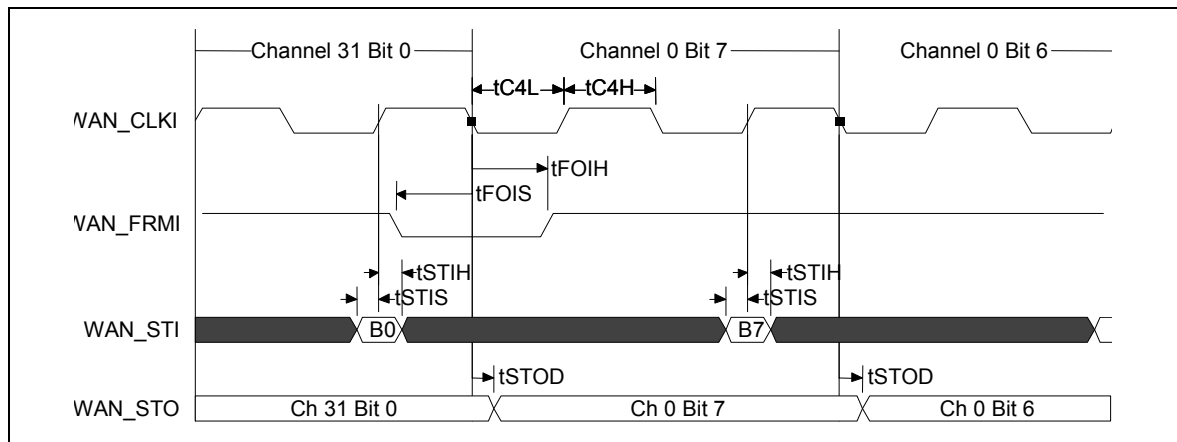 Channel 31 Bit 0
Channel 0 Bit 7
Channel 0 Bit 6
tC4L
tC4H
WAN_CLKI
tFOIH
tFOIS
WAN_FRMI
tSTIH
tSTIH
tSTIS
tSTIS
WAN_STI
B0
B7
tSTOD
tSTOD
WAN_STO
Ch 31 Bit 0
Ch 0 Bit 7
Ch 0 Bit 6